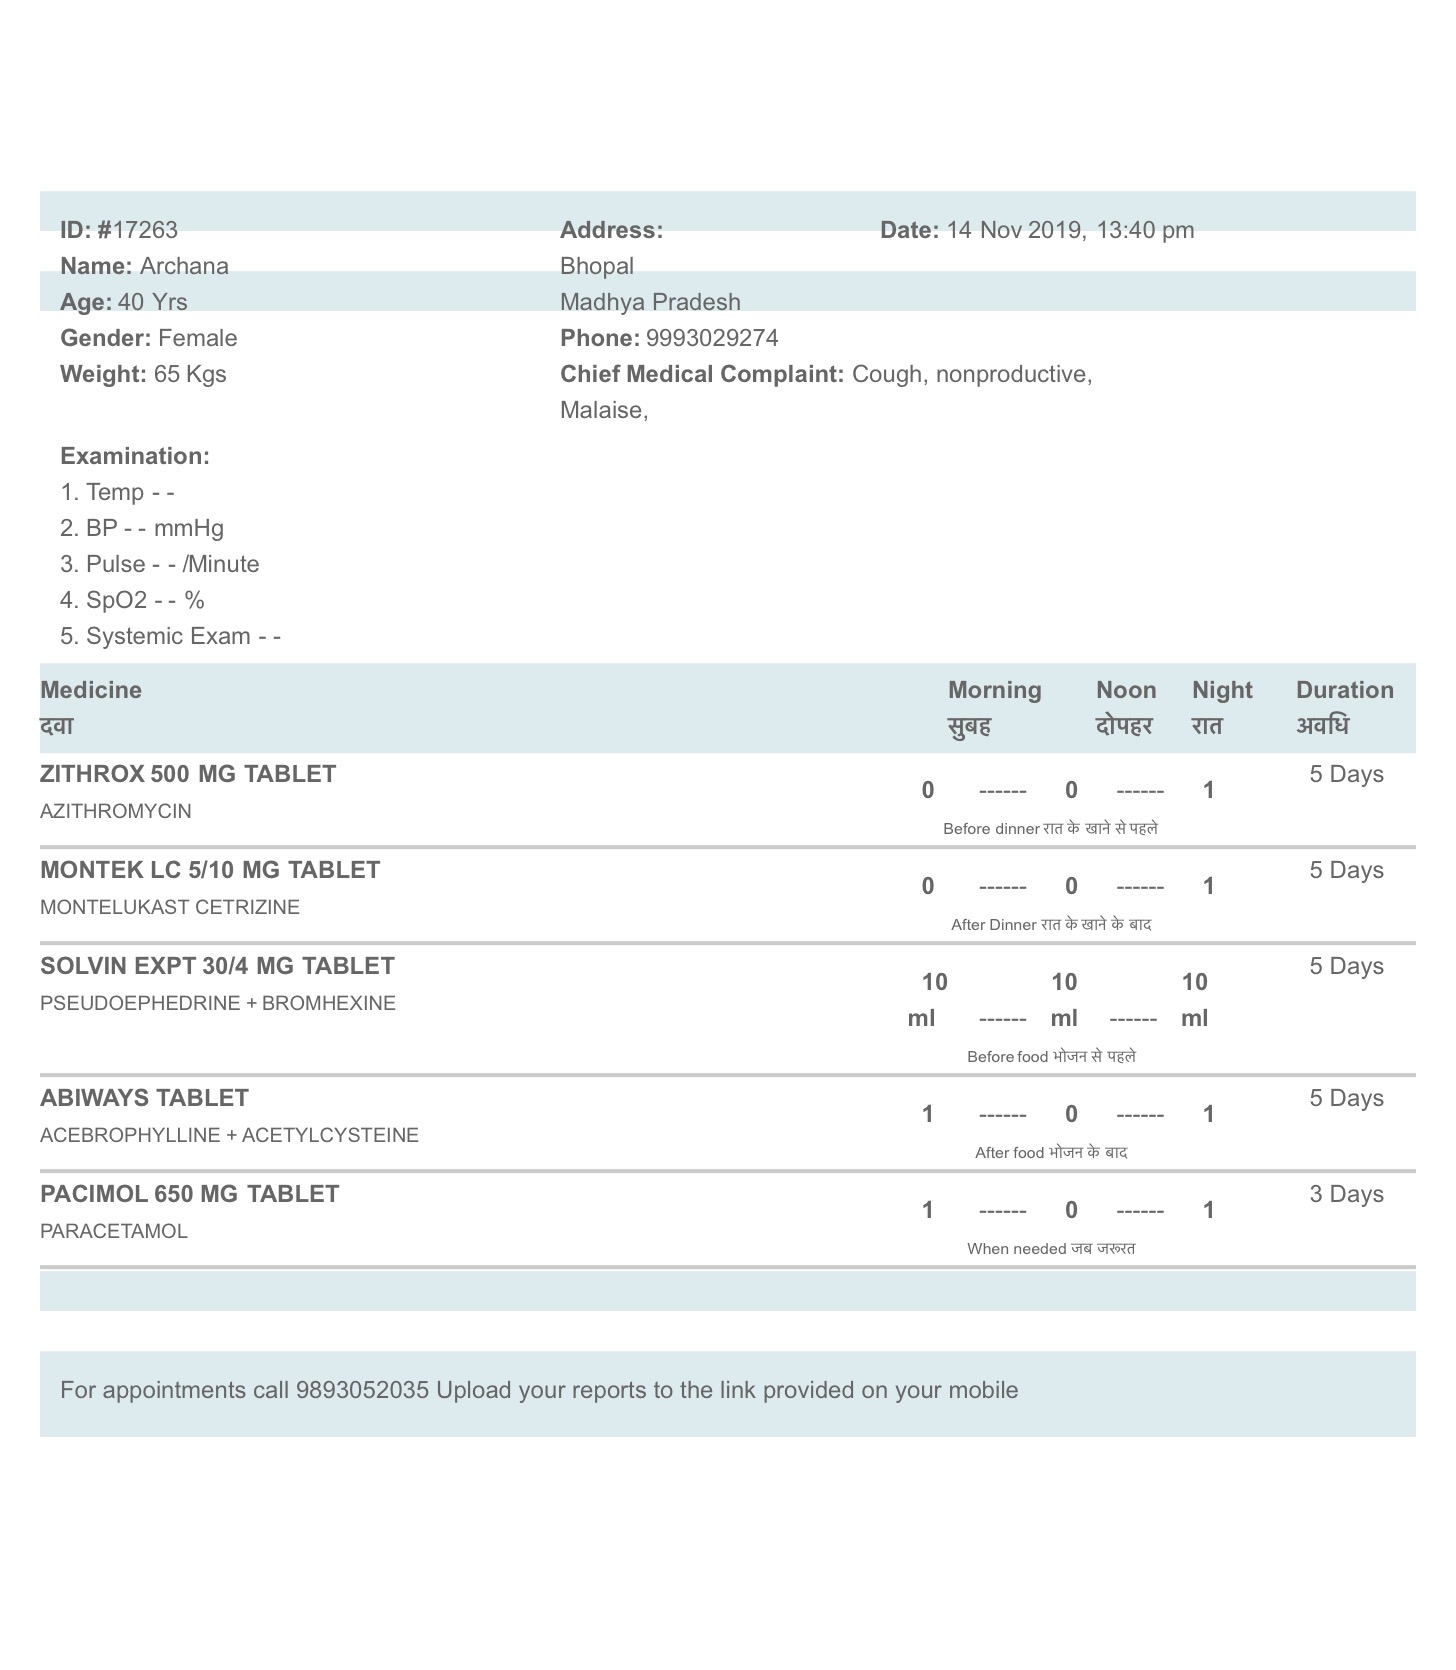 ID: #17263
Name: Archana
Age: 40 Yrs
Gender: Female
Weight: 65 Kgs
Address:
Bhopal
Madhya Pradesh
Phone: 9993029274
Chief Medical Complaint: Cough, nonproductive,
Malaise,
Date: 14 Nov 2019, 13:40 pm
Examination:
1. Temp - -
2. BP - - mmHg
3. Pulse - - /Minute
4. SpO2 - - %
5. Systemic Exam - -
Medicine Morning Noon Night Duration
दवा सुबह दोपहर रात अवधि
ZITHROX 500 MG TABLET 5 Days
0 ------ 0 ------ 1
AZITHROMYCIN
Before dinner रात के खाने से पहले
MONTEK LC 5/10 MG TABLET 5 Days
0 ------ 0 ------ 1
MONTELUKAST CETRIZINE
After Dinner रात के खाने के बाद
SOLVIN EXPT 30/4 MG TABLET 5 Days
10 10 10
PSEUDOEPHEDRINE + BROMHEXINE
ml ------ ml ------ ml
Before food भोजन से पहले
ABIWAYS TABLET 5 Days
1 ------ 0 ------ 1
ACEBROPHYLLINE + ACETYLCYSTEINE
After food भोजन के बाद
PACIMOL 650 MG TABLET 3 Days
1 ------ 0 ------ 1
PARACETAMOL
When needed जब जरूरत
For appointments call 9893052035 Upload your reports to the link provided on your mobile